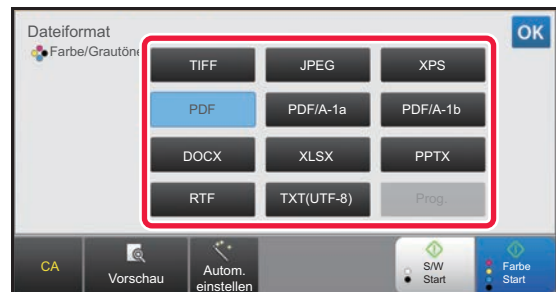 Dateiformat
OK
Farbe/Grautöne
TIFF JPEG XPS
PDF PDF/A-1a PDF/A-1b
DOCX XLSX PPTX
RTF TXT(UTF-8) Prog.
CA
Vorschau
Autom.
einstellen
S/W
Start
Farbe
Start